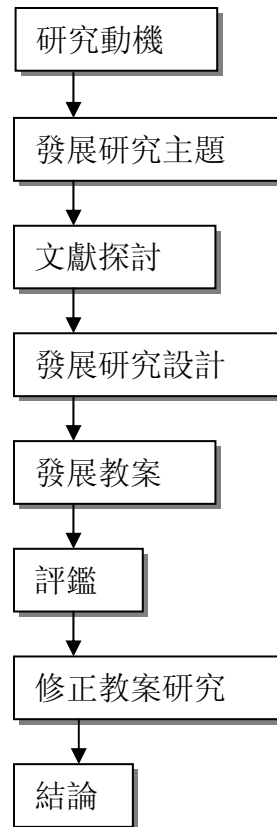 研究動機
發展研究主題
文獻探討
發展研究設計
發展教案
評鑑
修正教案研究
結論